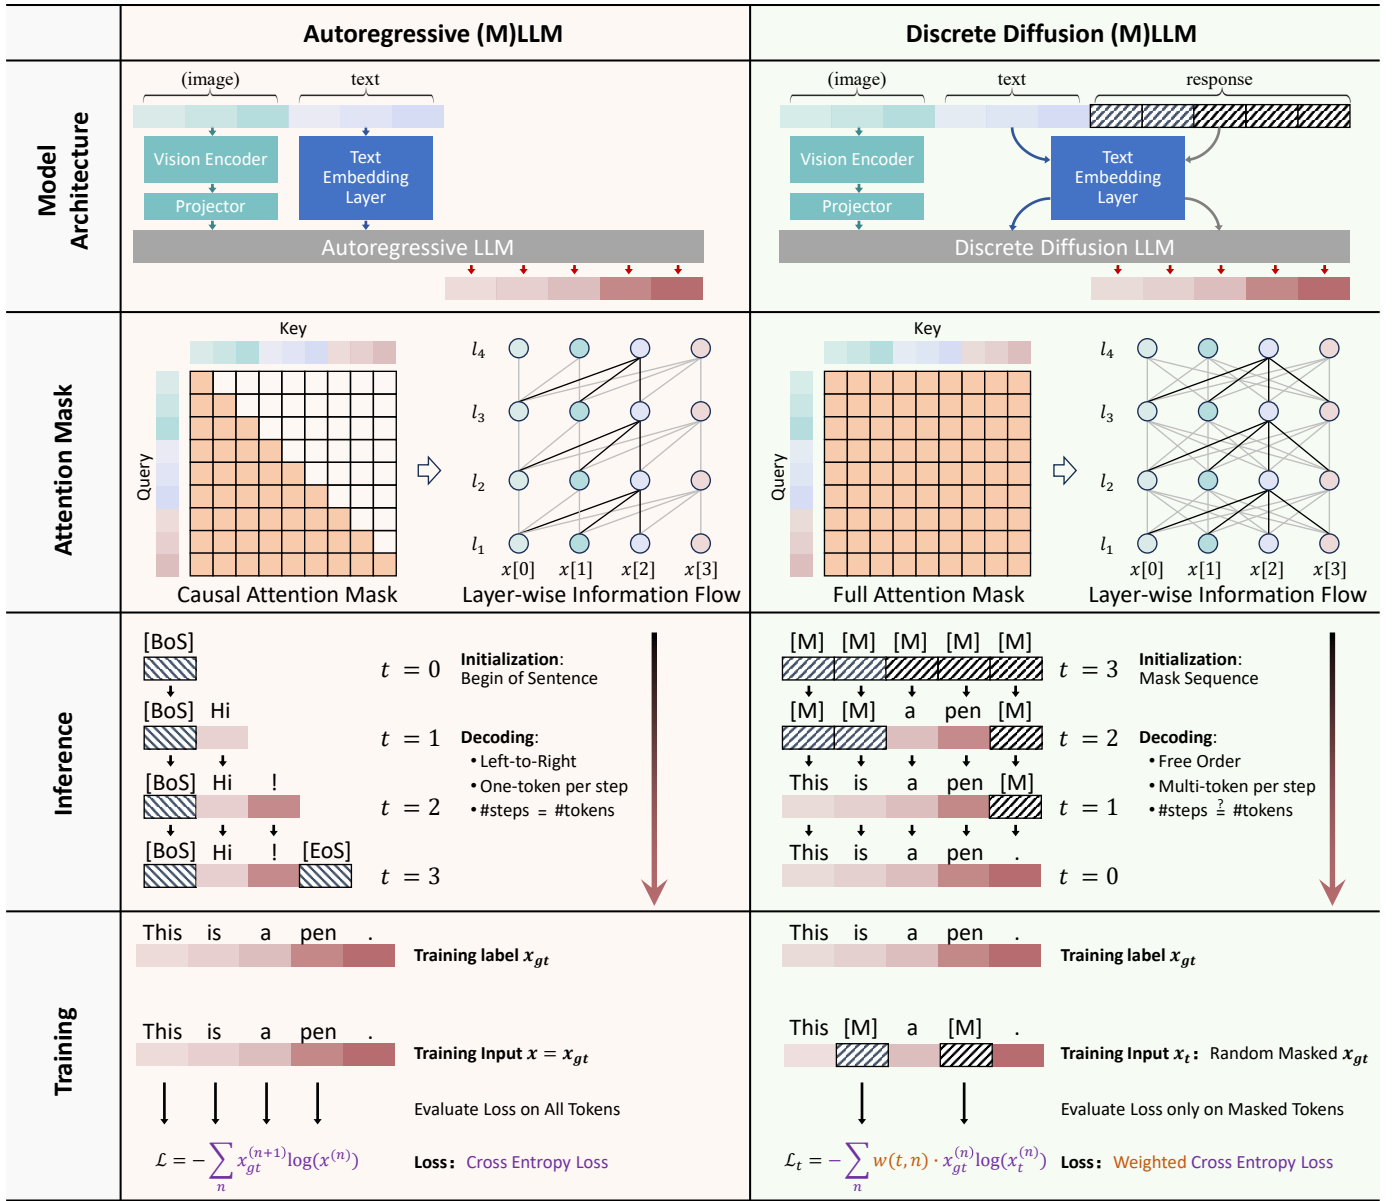 Autoregressive (M)LLM
Discrete Diffusion (M)LLM
Model
Architecture
(image) text
Vision Encoder
Text
Embedding
Layer
Projector
Autoregressive LLM
(image) text response
Vision Encoder
Text
Embedding
Layer
Projector
Discrete Diffusion LLM
Attention Mask
Key
Query
Causal Attention Mask
l₄
l₃
l₂
l₁
x[0] x[1] x[2] x[3]
Layer-wise Information Flow
Key
Query
Full Attention Mask
l₄
l₃
l₂
l₁
x[0] x[1] x[2] x[3]
Layer-wise Information Flow
Inference
[BoS]
t = 0
[BoS] Hi
t = 1
[BoS] Hi !
t = 2
[BoS] Hi ! [EoS]
t = 3
Initialization:
Begin of Sentence
Decoding:
• Left-to-Right
• One-token per step
• #steps = #tokens
[M] [M] [M] [M] [M]
t = 3
[M] [M] a pen [M]
t = 2
This is a pen [M]
t = 1
This is a pen .
t = 0
Initialization:
Mask Sequence
Decoding:
• Free Order
• Multi-token per step
• #steps ≟ #tokens
Training
This is a pen .
Training label x_gt
This is a pen .
Training Input x = x_gt
Evaluate Loss on All Tokens
ℒ = −∑_n x_gt^(n+1) log(x^(n))
Loss: Cross Entropy Loss
This is a pen .
Training label x_gt
This [M] a [M] .
Training Input x_t: Random Masked x_gt
Evaluate Loss only on Masked Tokens
ℒ_t = −∑_n w(t,n) · x_gt^(n) log(x_t^(n))
Loss: Weighted Cross Entropy Loss